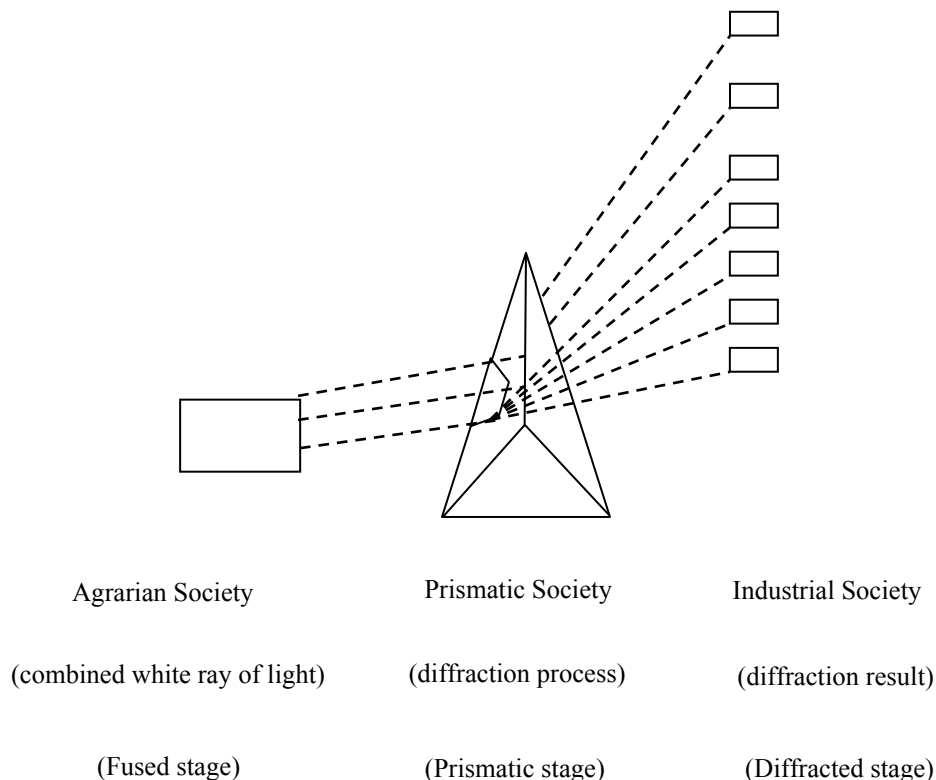 Agrarian Society Prismatic Society Industrial Society
(combined white ray of light) (diffraction process) (diffraction result)
(Fused stage) (Prismatic stage) (Diffracted stage)